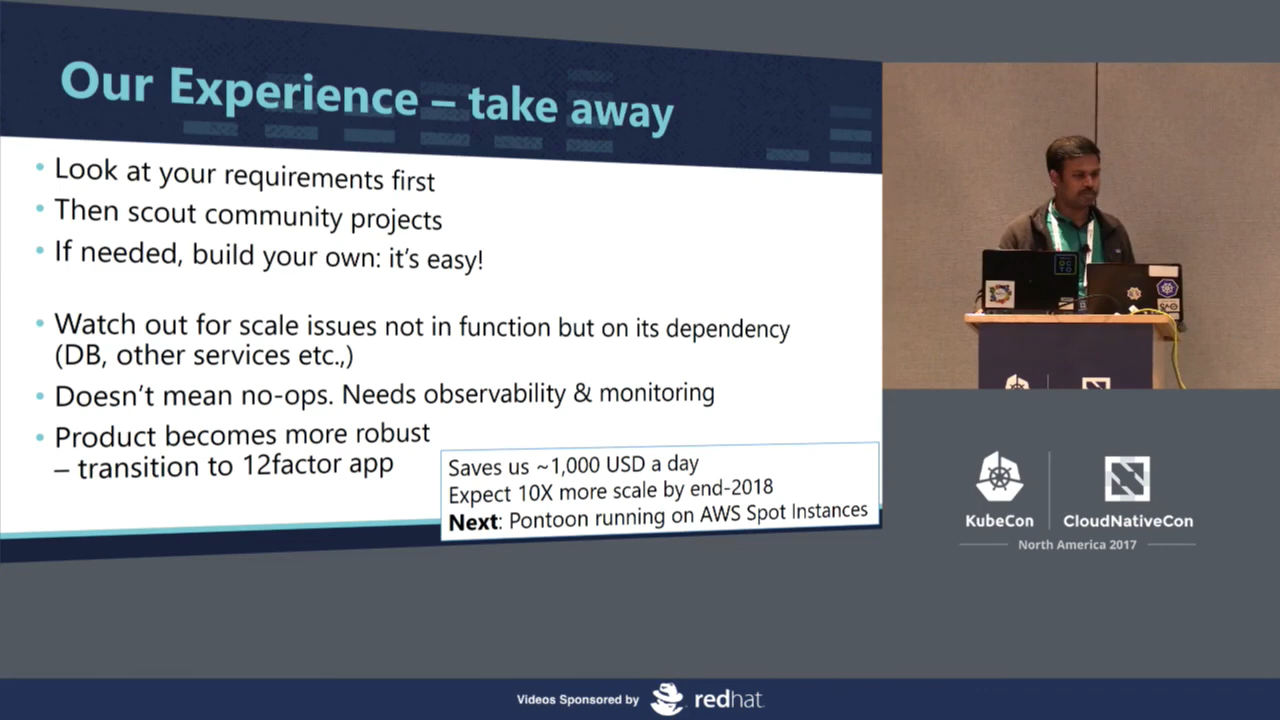 Our Experience – take away
• Look at your requirements first
• Then scout community projects
• If needed, build your own: it's easy!
• Watch out for scale issues not in function but on its dependency
(DB, other services etc.,)
• Doesn't mean no-ops. Needs observability & monitoring
• Product becomes more robust
– transition to 12factor app
Saves us ~1,000 USD a day
Expect 10X more scale by end-2018
Next: Pontoon running on AWS Spot Instances
KubeCon
CloudNativeCon
North America 2017
Videos Sponsored by
redhat